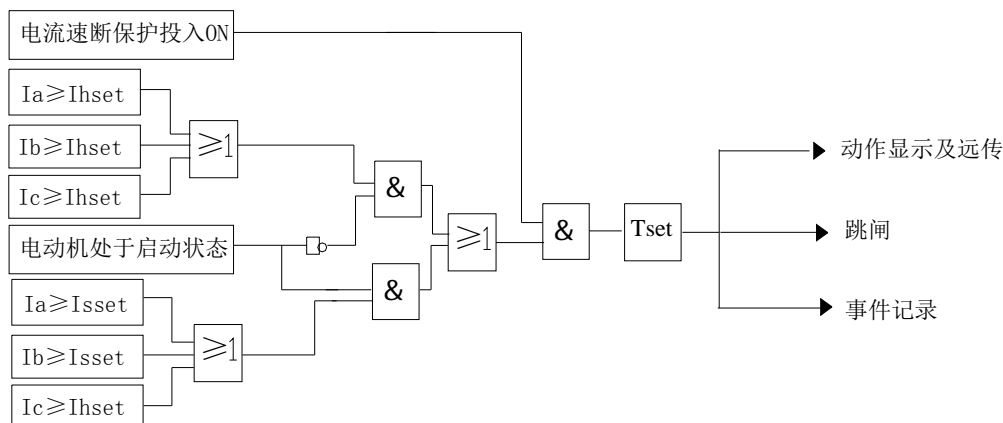 电流速断保护投入ON
Ia≥Ihset
Ib≥Ihset
Ic≥Ihset
≥1
&
电动机处于启动状态
≥1
&
Tset
动作显示及远传
跳闸
事件记录
&
Ia≥Isset
Ib≥Isset
Ic≥Ihset
≥1